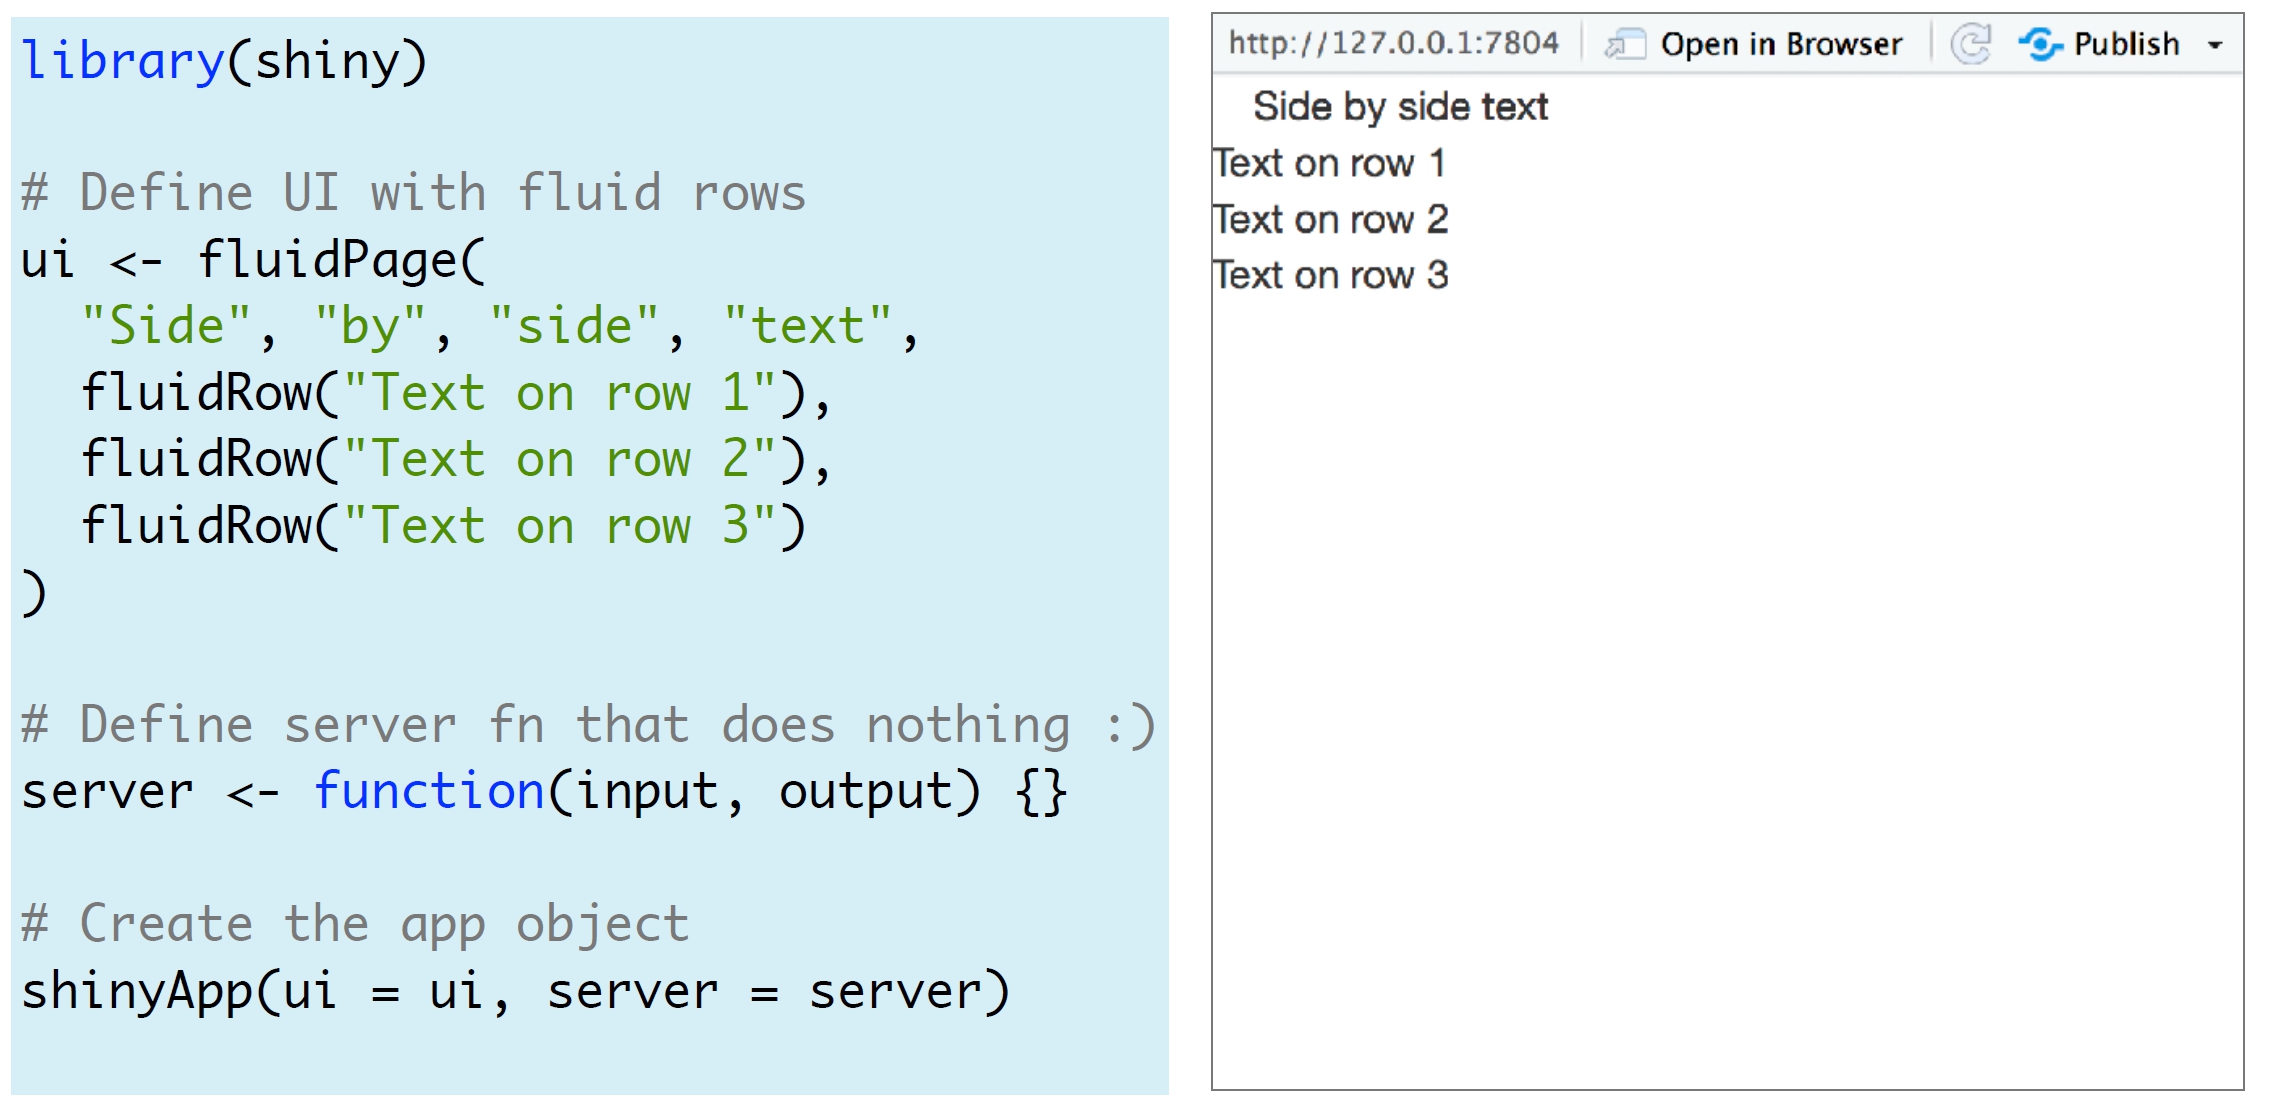 library(shiny)
# Define UI with fluid rows
ui <- fluidPage(
  "Side", "by", "side", "text",
  fluidRow("Text on row 1"),
  fluidRow("Text on row 2"),
  fluidRow("Text on row 3")
)
# Define server fn that does nothing :)
server <- function(input, output) {}
# Create the app object
shinyApp(ui = ui, server = server)
http://127.0.0.1:7804 Open in Browser Publish
Side by side text
Text on row 1
Text on row 2
Text on row 3